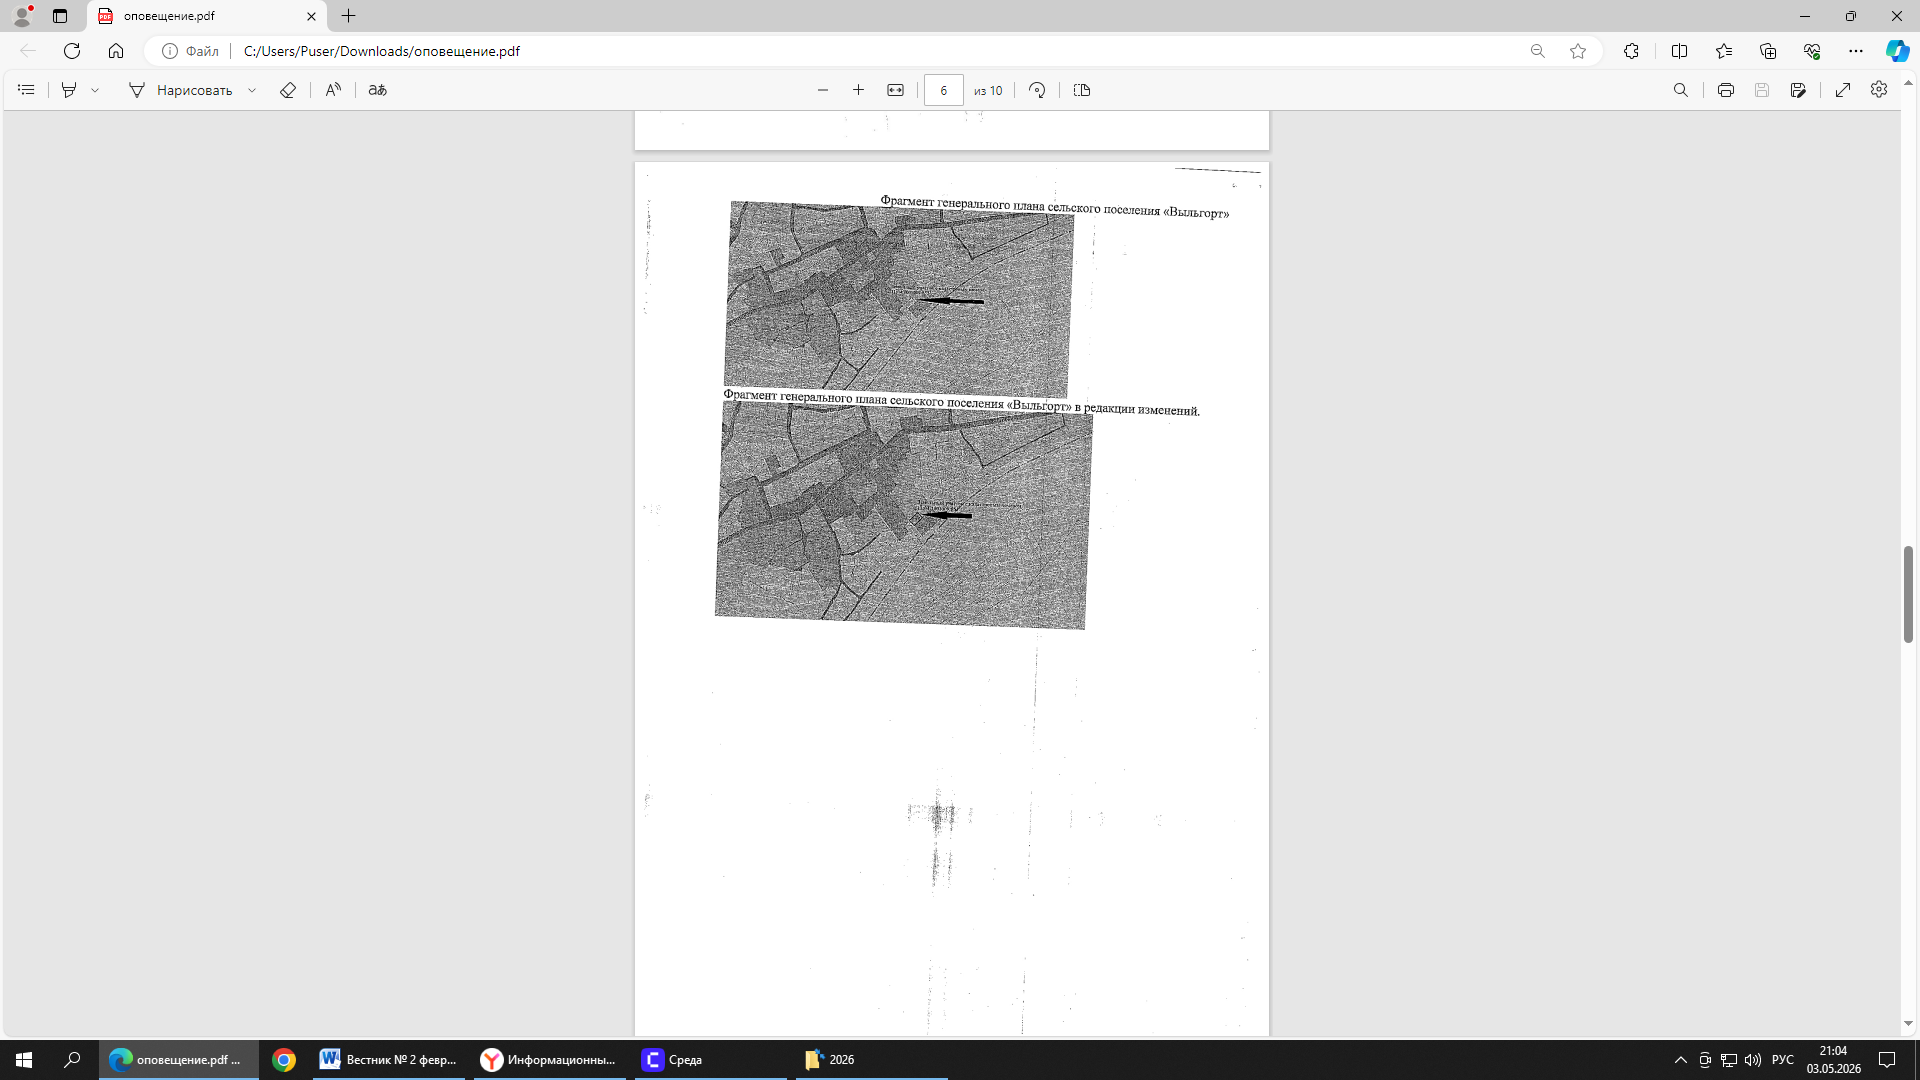 оповещение.pdf
Файл
C:/Users/Puser/Downloads/оповещение.pdf
Нарисовать
аあ
6
из 10
Фрагмент генерального плана сельского поселения «Выльгорт»
Фрагмент генерального плана сельского поселения «Выльгорт» в редакции изменений.
оповещение.pdf ...
Вестник № 2 февр...
Информационны...
Среда
2026
РУС
21:04
03.05.2026